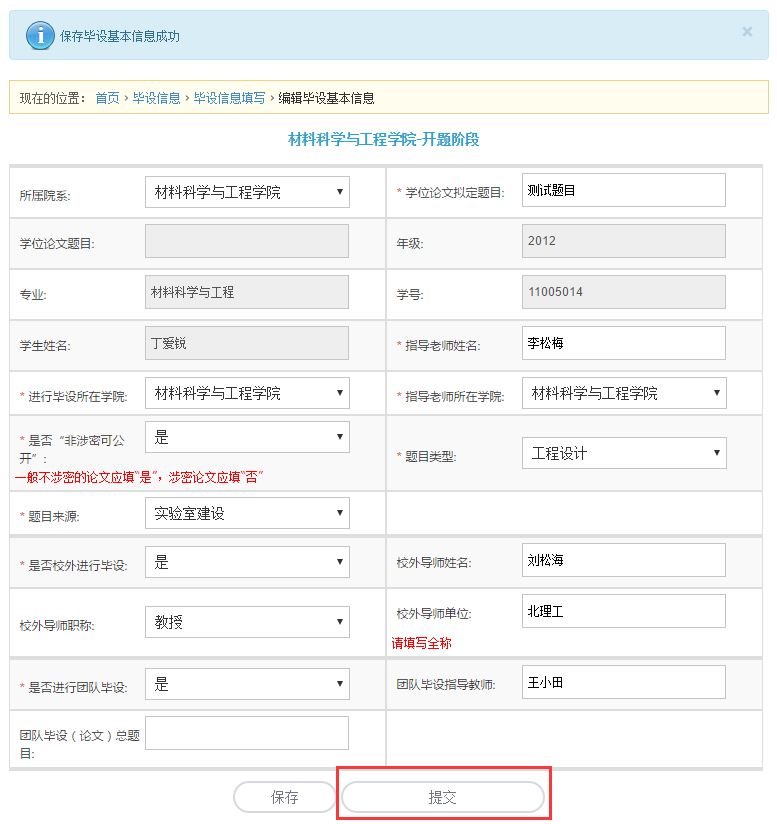 保存毕设基本信息成功
×
现在的位置： 首页 › 毕设信息 › 毕设信息填写 › 编辑毕设基本信息
材料科学与工程学院-开题阶段
所属院系: 材料科学与工程学院 * 学位论文拟定题目: 测试题目
学位论文题目: 年级: 2012
专业: 材料科学与工程 学号: 11005014
学生姓名: 丁爱锐 * 指导老师姓名: 李松梅
* 进行毕设所在学院: 材料科学与工程学院 * 指导老师所在学院: 材料科学与工程学院
* 是否“非涉密可公开”: 是 * 题目类型: 工程设计
一般不涉密的论文应填“是”，涉密论文应填“否”
* 题目来源: 实验室建设
* 是否校外进行毕设: 是 校外导师姓名: 刘松海
校外导师职称: 教授 校外导师单位: 北理工
请填写全称
* 是否进行团队毕设: 是 团队毕设指导教师: 王小田
团队毕设（论文）总题目:
保存 提交